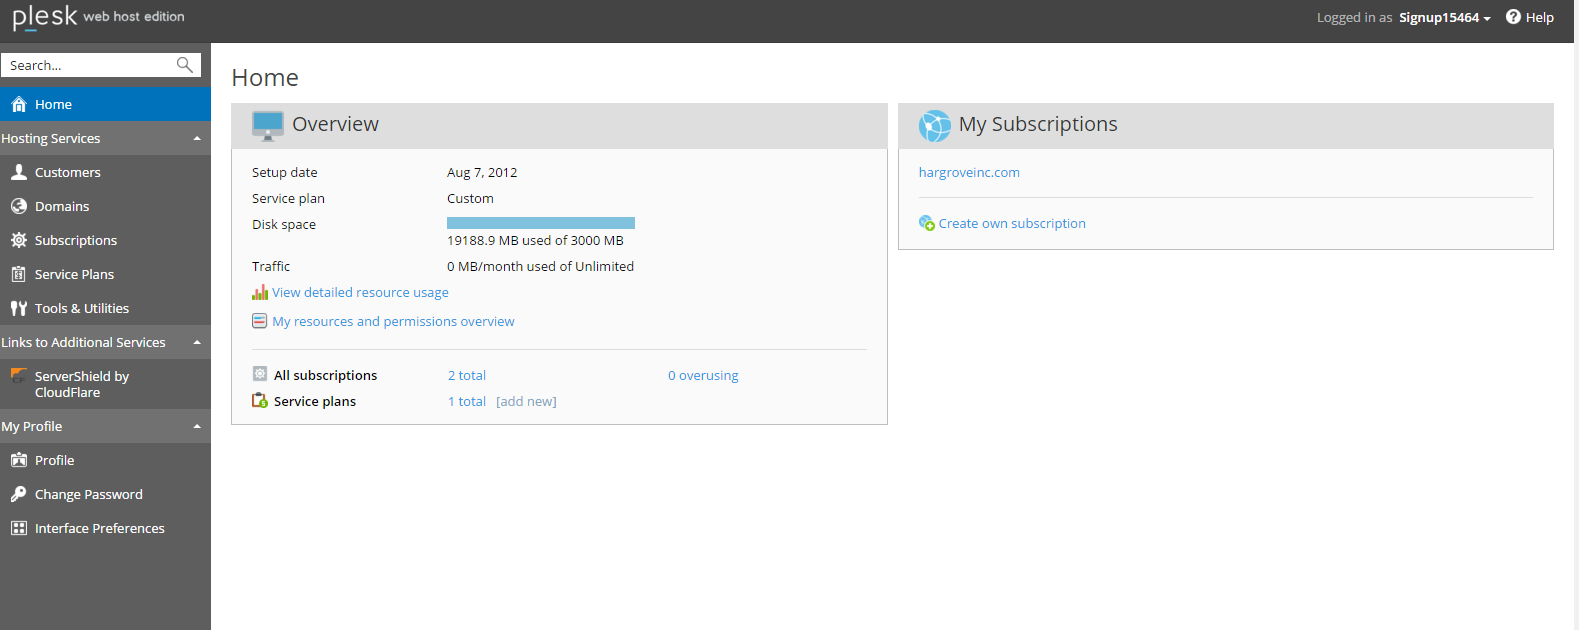 plesk web host edition
Logged in as Signup15464
Help
Search...
Home
Hosting Services
Customers
Domains
Subscriptions
Service Plans
Tools & Utilities
Links to Additional Services
ServerShield by
CloudFlare
My Profile
Profile
Change Password
Interface Preferences
Home
Overview
Setup date Aug 7, 2012
Service plan Custom
Disk space
19188.9 MB used of 3000 MB
Traffic 0 MB/month used of Unlimited
View detailed resource usage
My resources and permissions overview
All subscriptions 2 total 0 overusing
Service plans 1 total [add new]
My Subscriptions
hargroveinc.com
Create own subscription